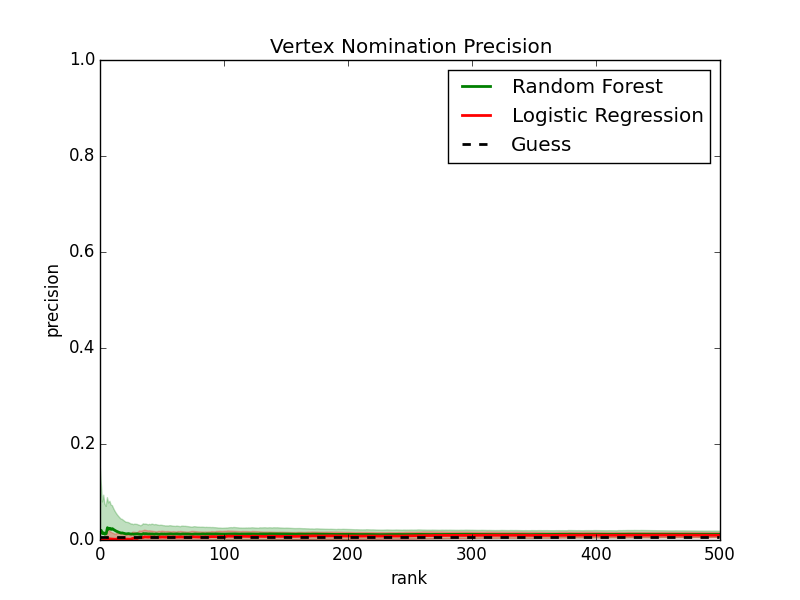 Vertex Nomination Precision
1.0
Random Forest
Logistic Regression
Guess
0.8
0.6
precision
0.4
0.2
0.0
0 100 200 300 400 500
rank